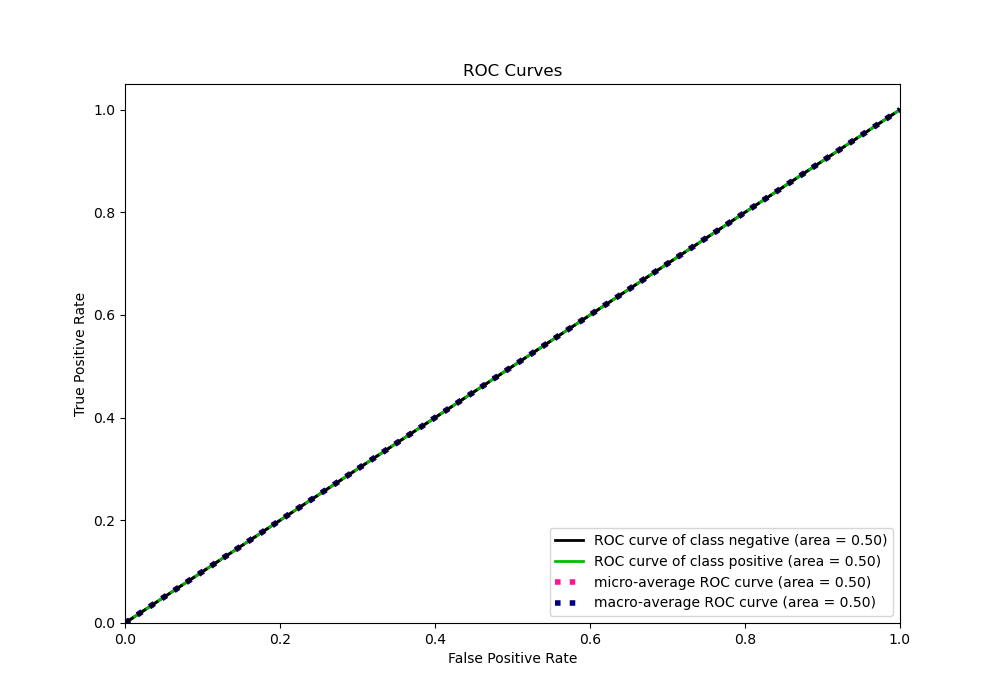 ROC Curves
True Positive Rate
1.0
0.8
0.6
0.4
0.2
0.0
ROC curve of class negative (area = 0.50)
ROC curve of class positive (area = 0.50)
micro-average ROC curve (area = 0.50)
macro-average ROC curve (area = 0.50)
0.0 0.2 0.4 0.6 0.8 1.0
False Positive Rate